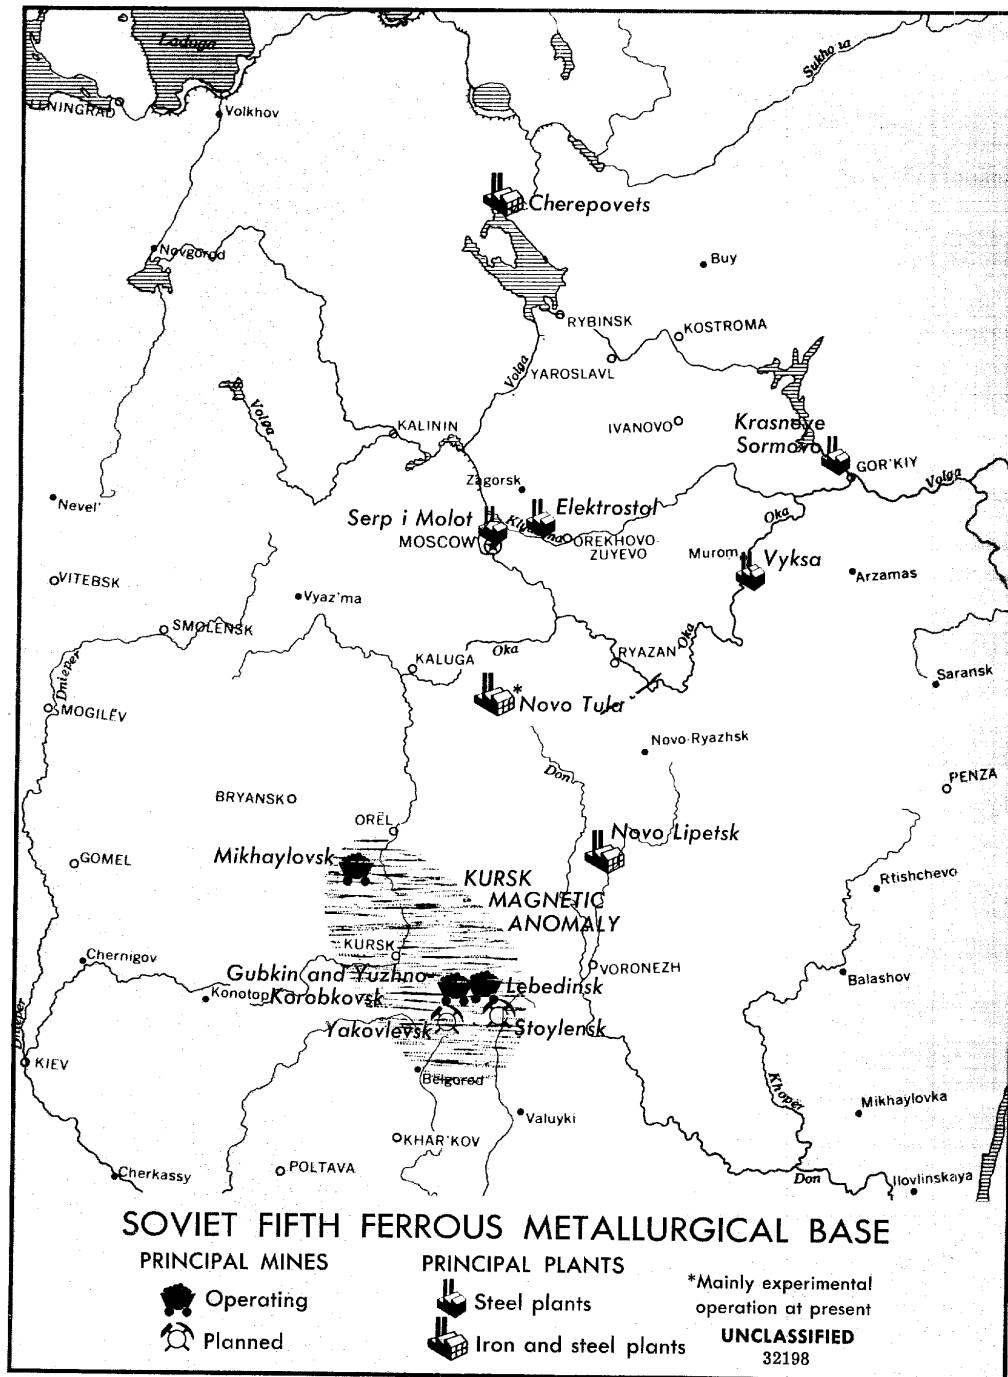 Ladoga
Sukhona
LENINGRAD
Volkhov
Cherepovets
Novgorod
Buy
RYBINSK
KOSTROMA
Volga
YAROSLAVL
Volga
KALININ
IVANOVO
Krasnoye
Sormovo
GOR'KIY
Volga
Zagorsk
Nevel'
Serp i Molot
Elektrostal
MOSCOW
Klyazma
OREKHOVO-
ZUYEVO
Oka
Murom
Vyksa
Arzamas
VITEBSK
Vyaz'ma
SMOLENSK
Dnieper
Oka
KALUGA
RYAZAN'
Oka
Saransk
MOGILËV
*Novo Tula
Novo-Ryazhsk
Don
PENZA
BRYANSK
ORËL
Novo Lipetsk
GOMEL
Mikhaylovsk
KURSK
MAGNETIC
ANOMALY
Rtishchevo
KURSK
VORONEZH
Chernigov
Gubkin and Yuzhno-
Korobkovsk
Lebedinsk
Konotop
Balashov
Yakovlevsk
Stoylensk
Dnieper
KIEV
Belgorod
Khopër
Mikhaylovka
Valuyki
KHAR'KOV
Cherkassy
POLTAVA
Don
Ilovlinskaya
SOVIET FIFTH FERROUS METALLURGICAL BASE
PRINCIPAL MINES
Operating
Planned
PRINCIPAL PLANTS
Steel plants
Iron and steel plants
*Mainly experimental
operation at present
UNCLASSIFIED
32198